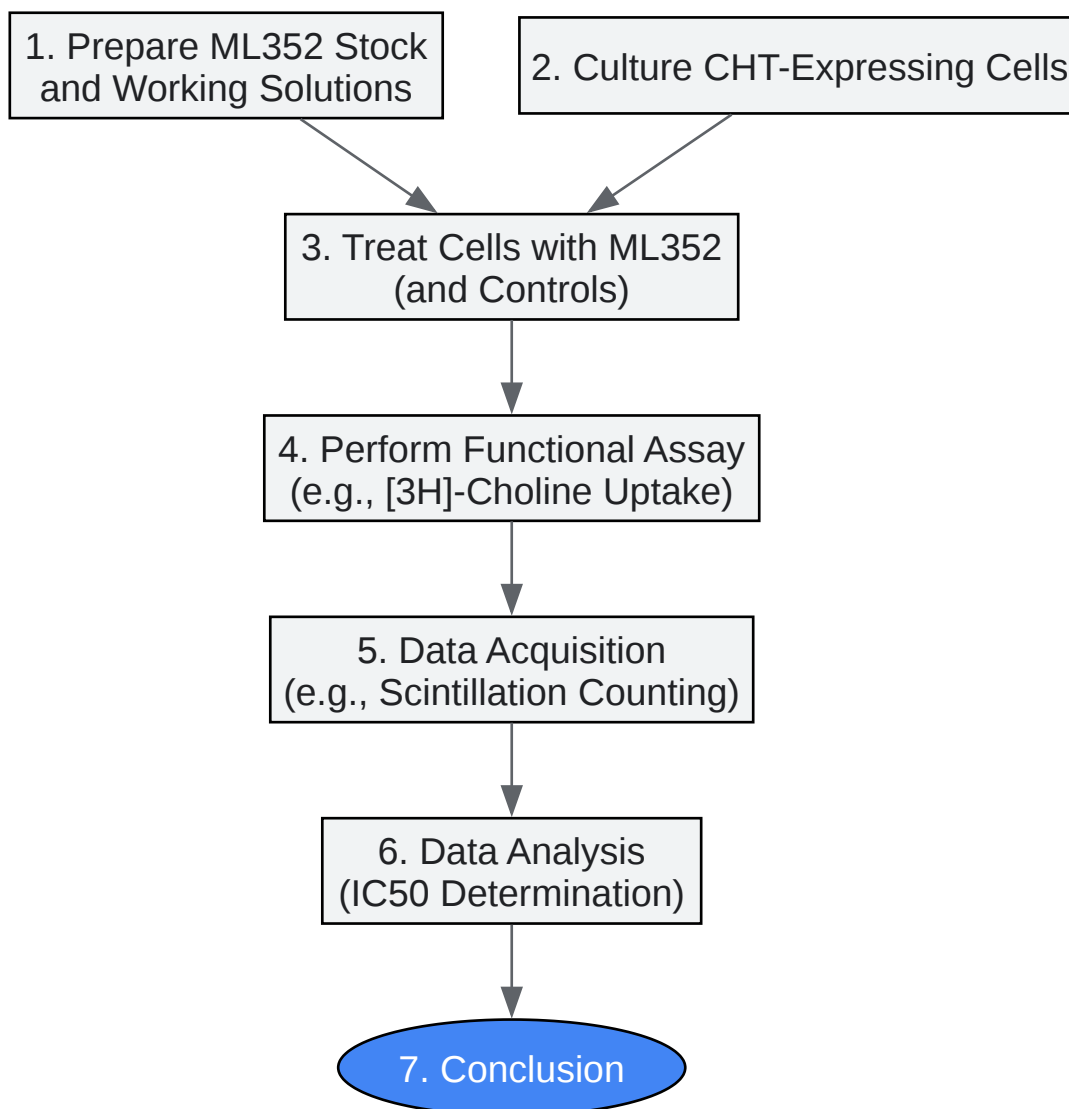 1. Prepare ML352 Stock
and Working Solutions
2. Culture CHT-Expressing Cells
3. Treat Cells with ML352
(and Controls)
4. Perform Functional Assay
(e.g., [3H]-Choline Uptake)
5. Data Acquisition
(e.g., Scintillation Counting)
6. Data Analysis
(IC50 Determination)
7. Conclusion